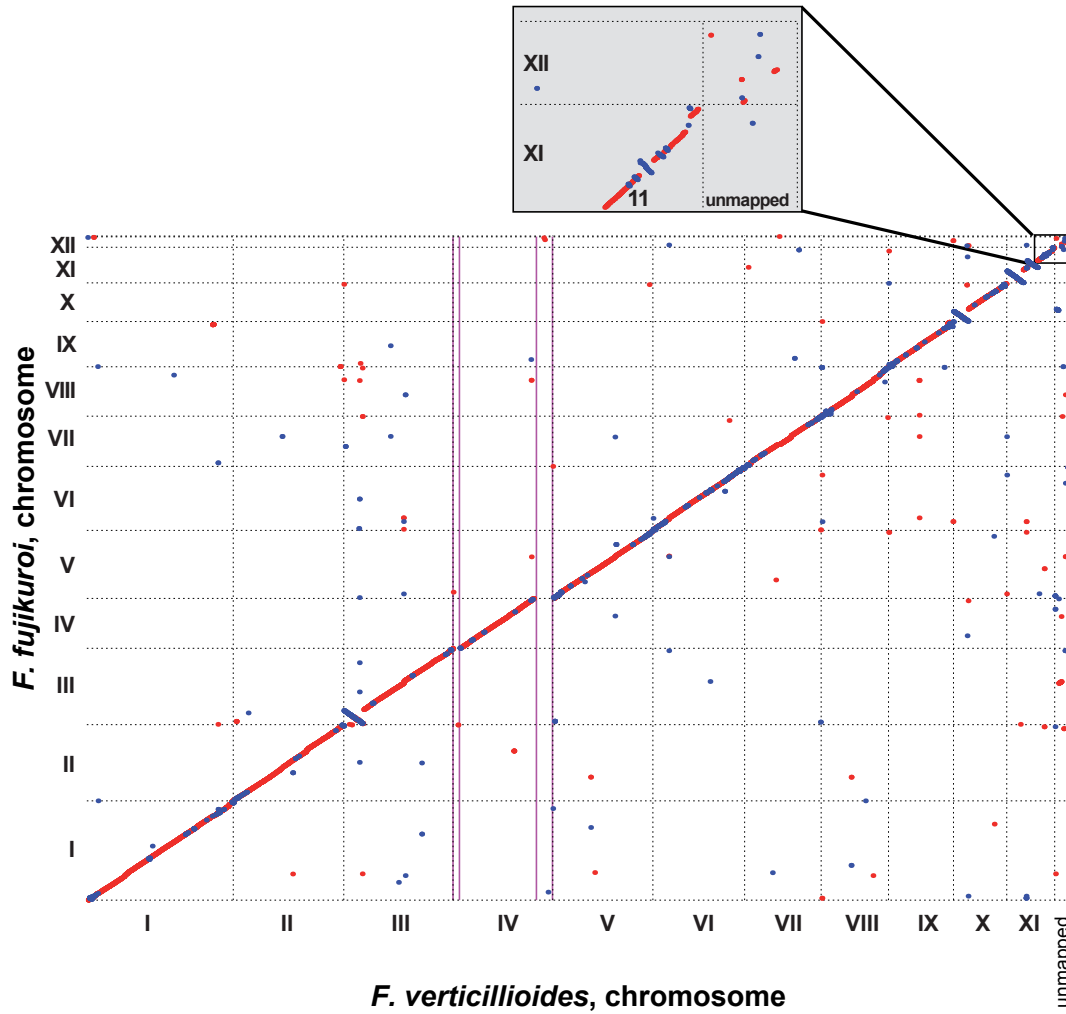 XII
XI
11
unmapped
XII
XI
X
IX
VIII
VII
VI
V
IV
III
II
I
F. fujikuroi, chromosome
I
II
III
IV
V
VI
VII
VIII
IX
X
XI
unmapped
F. verticillioides, chromosome